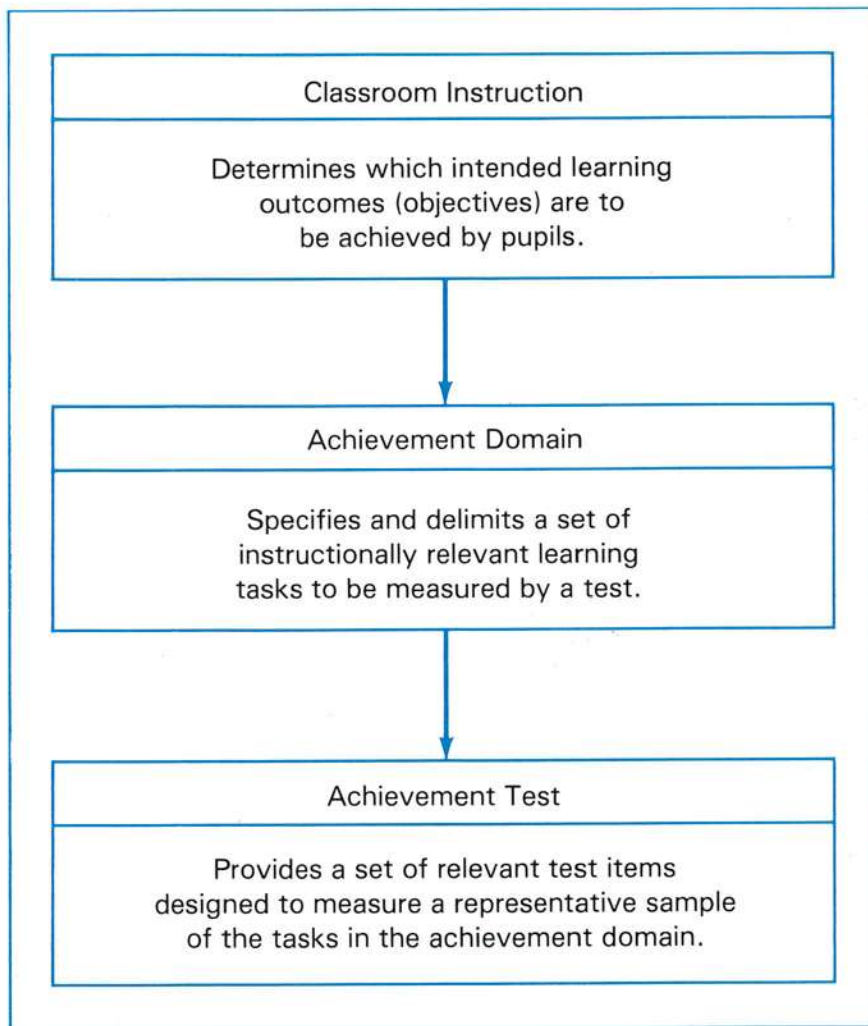 Classroom Instruction
Determines which intended learning
outcomes (objectives) are to
be achieved by pupils.
Achievement Domain
Specifies and delimits a set of
instructionally relevant learning
tasks to be measured by a test.
Achievement Test
Provides a set of relevant test items
designed to measure a representative sample
of the tasks in the achievement domain.